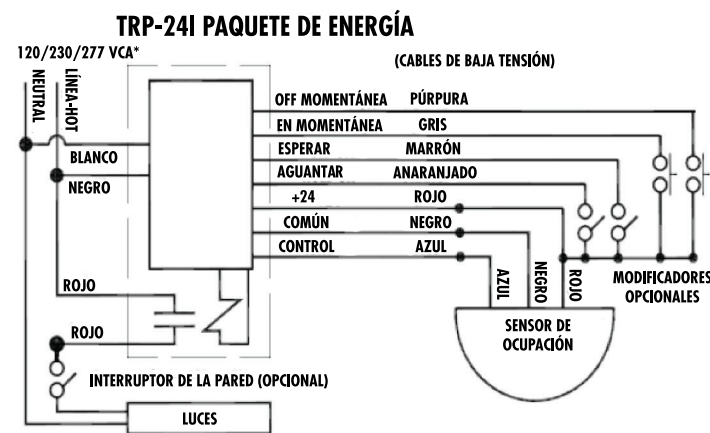 TRP-24I PAQUETE DE ENERGÍA
120/230/277 VCA*
(CABLES DE BAJA TENSIÓN)
NEUTRAL
LÍNEA-HOT
OFF MOMENTÁNEA PÚRPURA
EN MOMENTÁNEA GRIS
BLANCO
ESPERAR MARRÓN
NEGRO
AGUANTAR ANARANJADO
+24 ROJO
COMÚN NEGRO
CONTROL AZUL
ROJO
AZUL
NEGRO
ROJO
MODIFICADORES
OPCIONALES
ROJO
SENSOR DE
OCUPACIÓN
INTERRUPTOR DE LA PARED (OPCIONAL)
LUCES